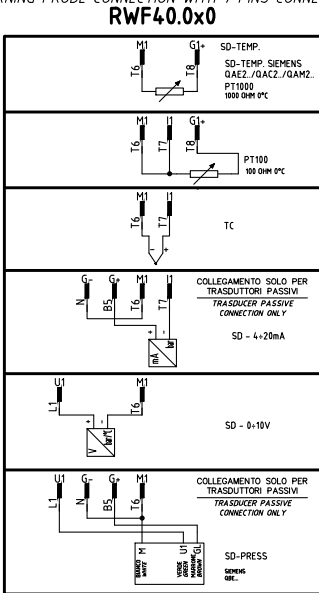 RWF40.0x0
M1 G1+ SD-TEMP.
SD-TEMP. SIEMENS
QAE2../QAC2../QAM2..
PT1000
1000 OHM 0°C
T6 T8
M1 I1 G1+
T6 T7 T8
PT100
100 OHM 0°C
M1 I1
T6 T7
TC
- +
G- G+ M1 I1
N B5 T6 T7
COLLEGAMENTO SOLO PER
TRASDUTTORI PASSIVI
TRASDUCER PASSIVE
CONNECTION ONLY
+ -
mA bar
SD - 4÷20mA
U1 M1
L1 T6
+ -
V bar/°C
SD - 0÷10V
U1 G- G+ M1
L1 N B5 T6
COLLEGAMENTO SOLO PER
TRASDUTTORI PASSIVI
TRASDUCER PASSIVE
CONNECTION ONLY
M U1 GL
BIANCO
WHITE
VERDE
GREEN
MARRONE
BROWN
SD-PRESS
SIEMENS
QBE..